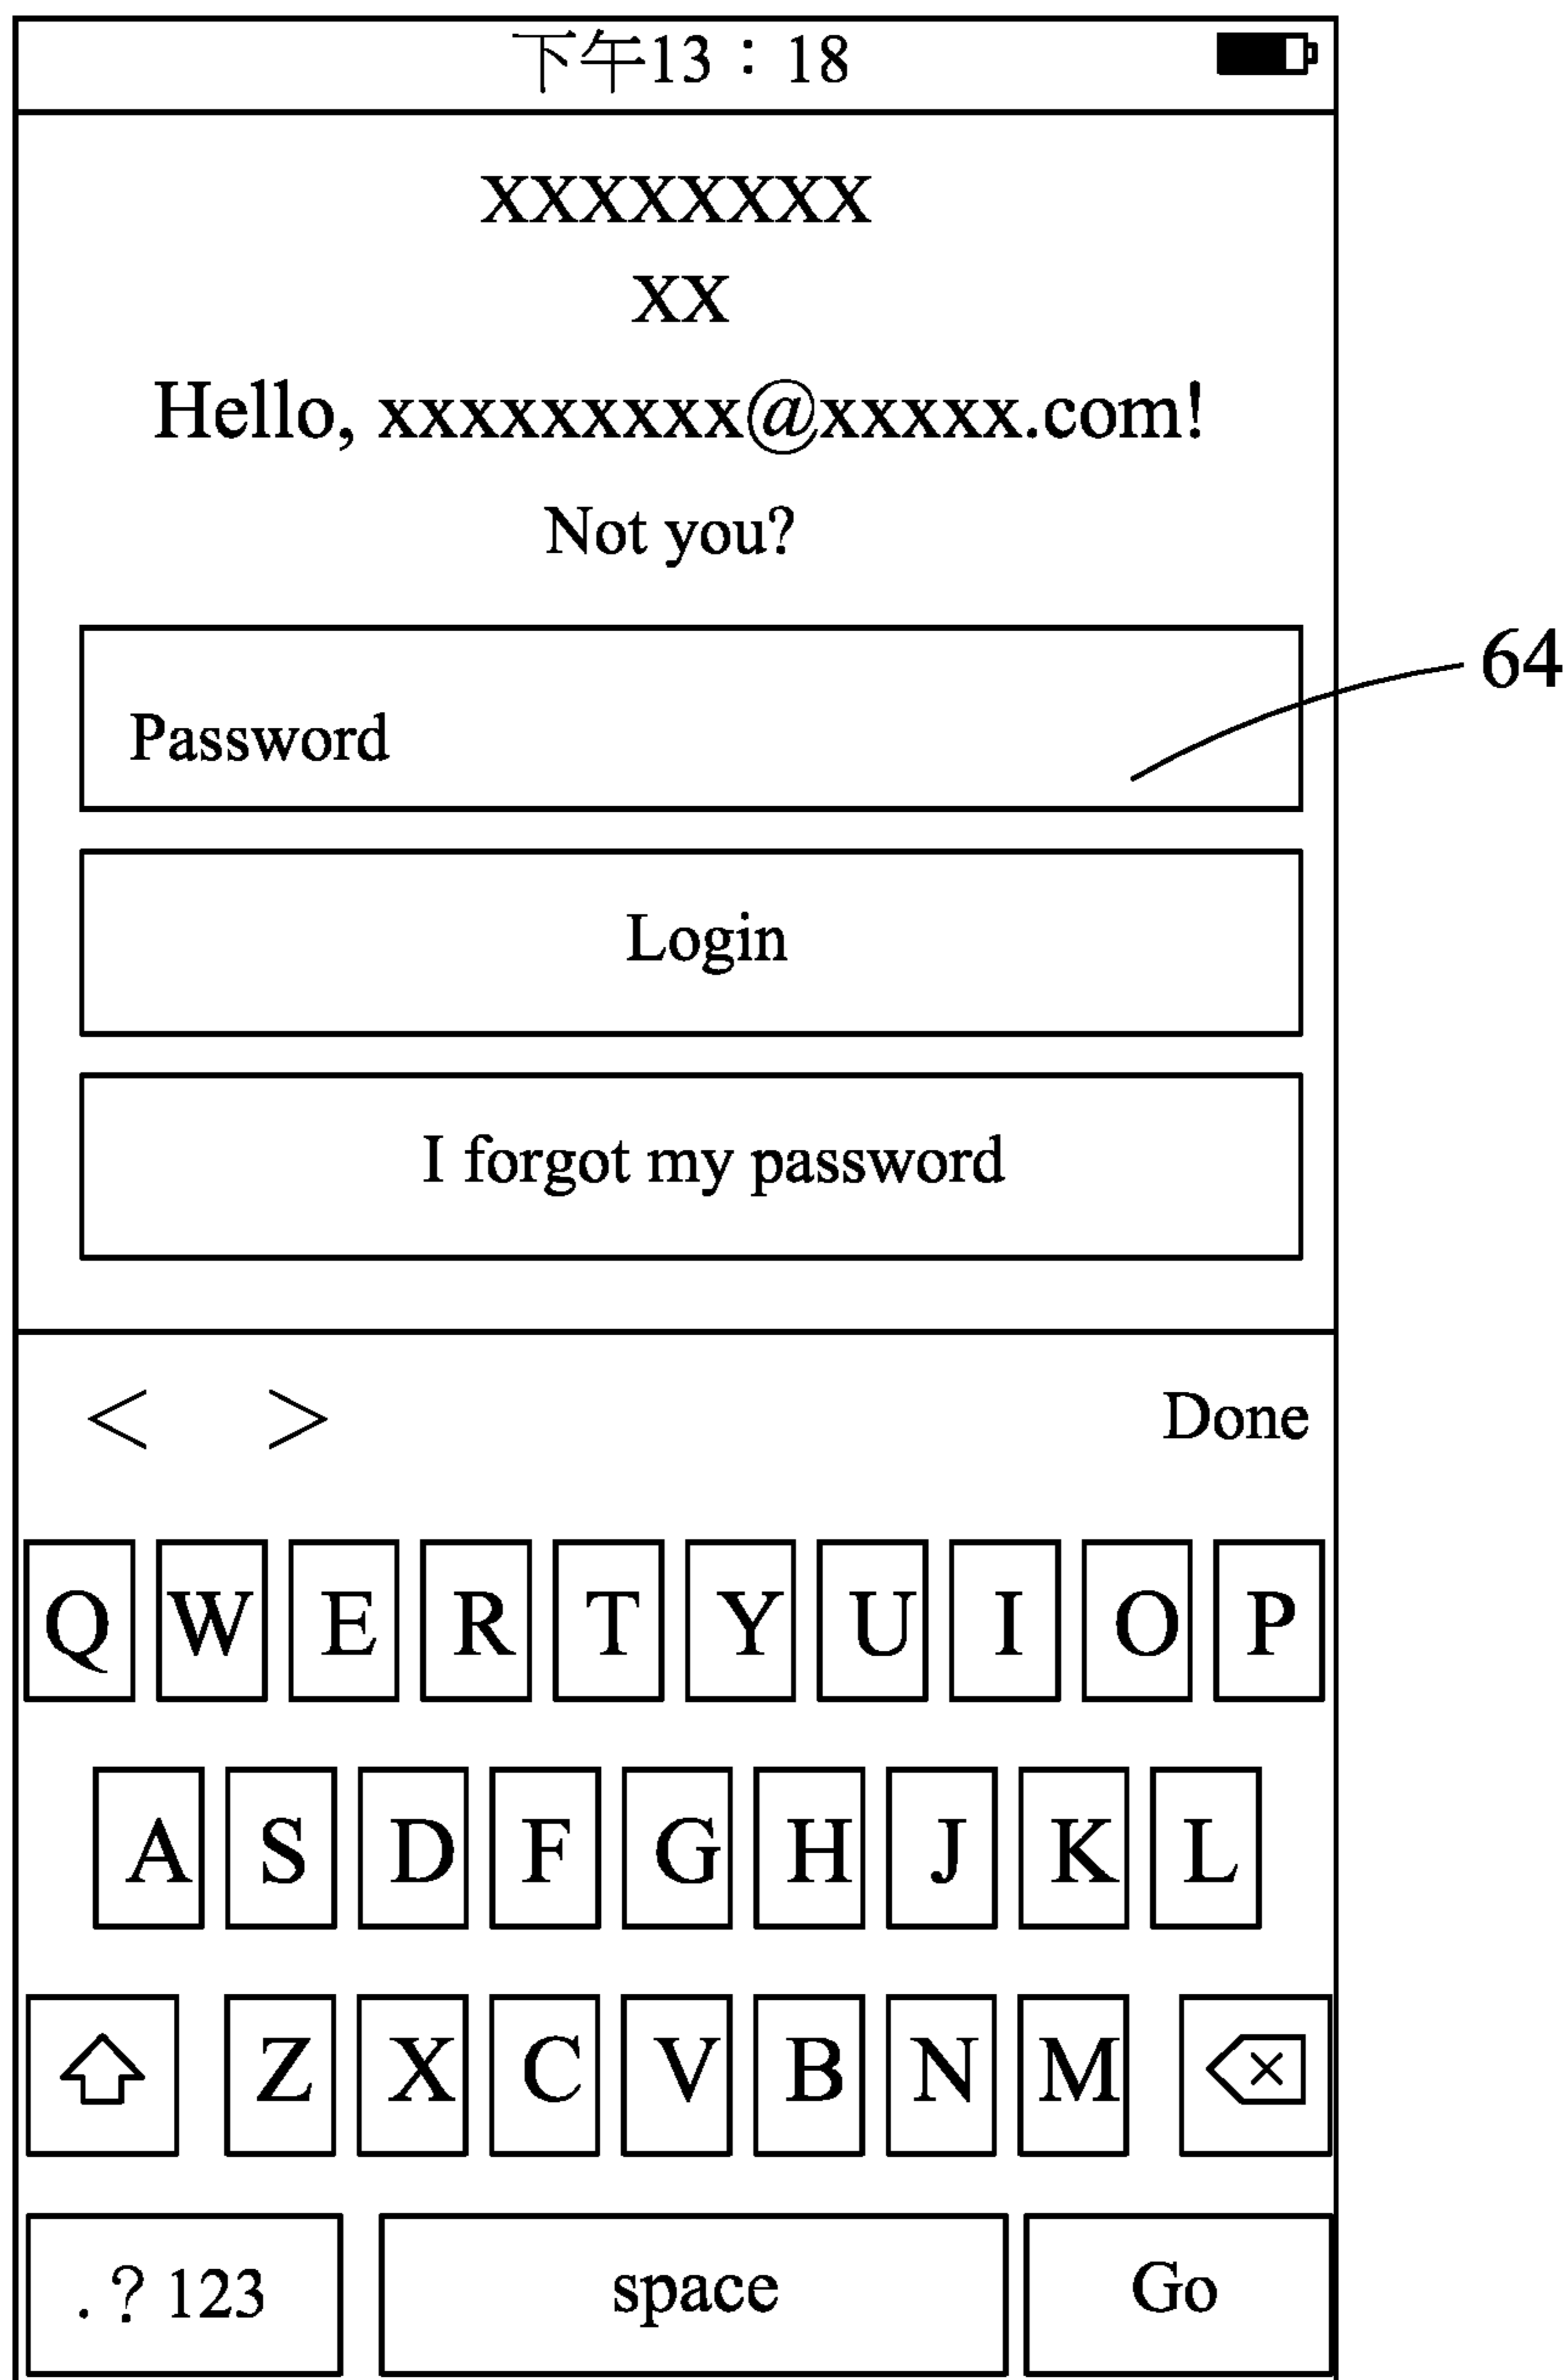 下午13：18
xxxxxxxx
xx
Hello, xxxxxxxxx@xxxxx.com!
Not you?
64
Password
Login
I forgot my password
< > Done
Q W E R T Y U I O P
A S D F G H J K L
Z X C V B N M
.?123 space Go